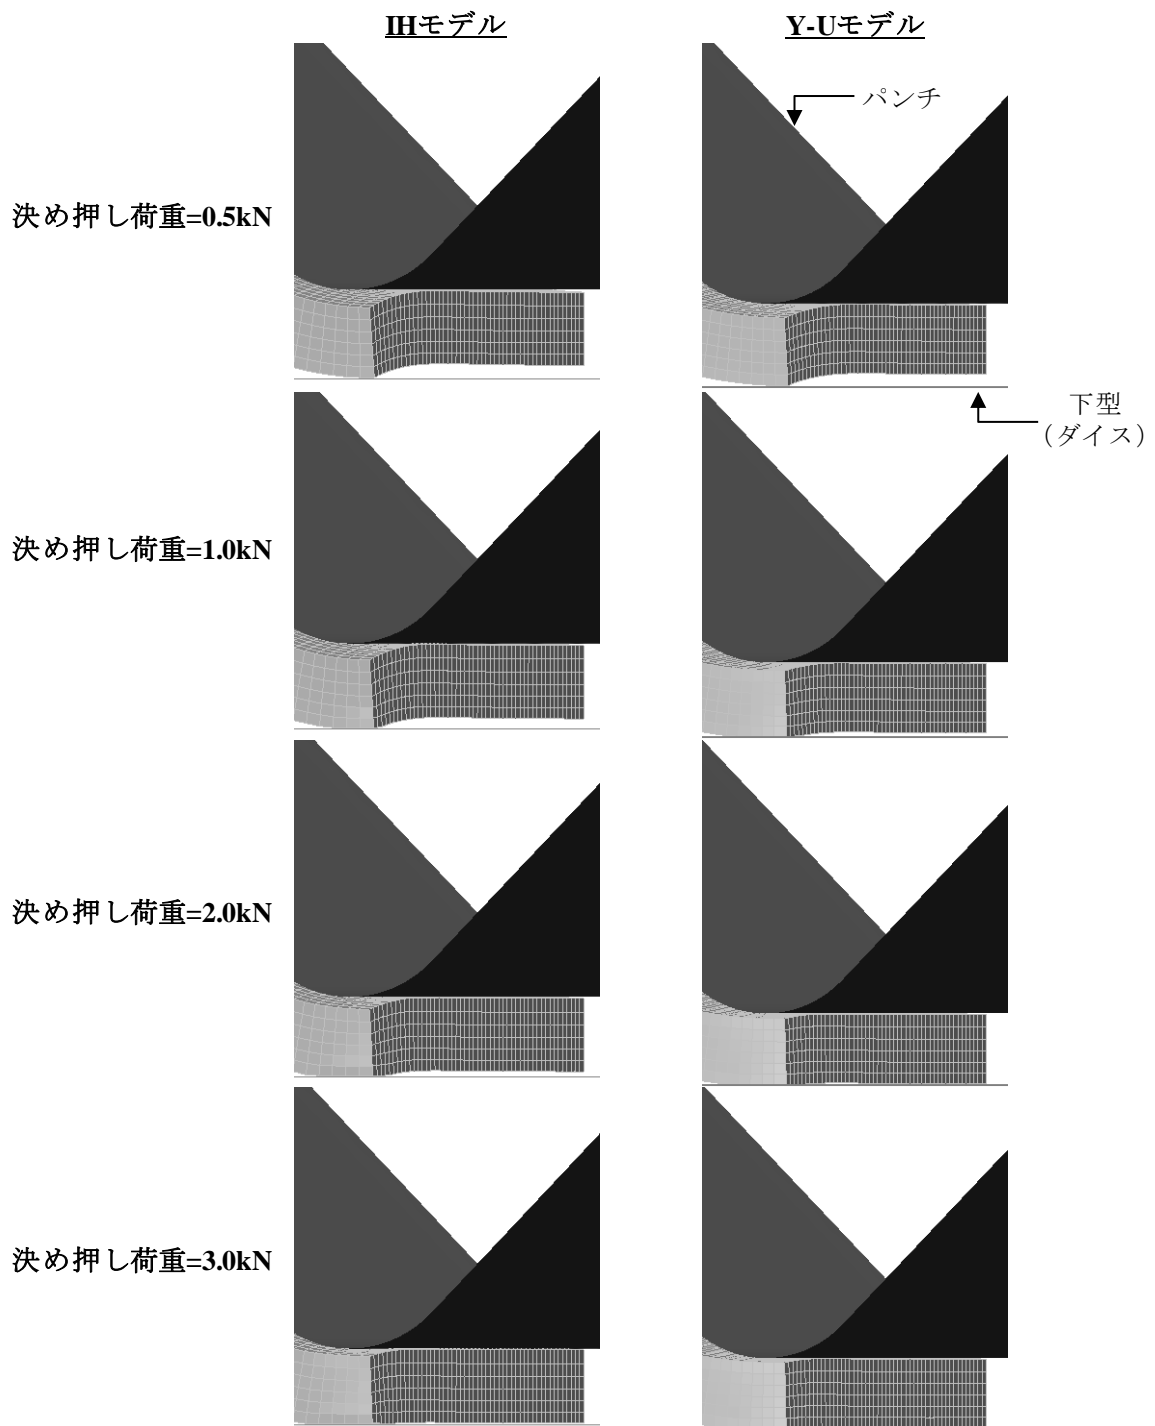 IHモデル
Y-Uモデル
パンチ
決め押し荷重=0.5kN
下型
(ダイス)
決め押し荷重=1.0kN
決め押し荷重=2.0kN
決め押し荷重=3.0kN